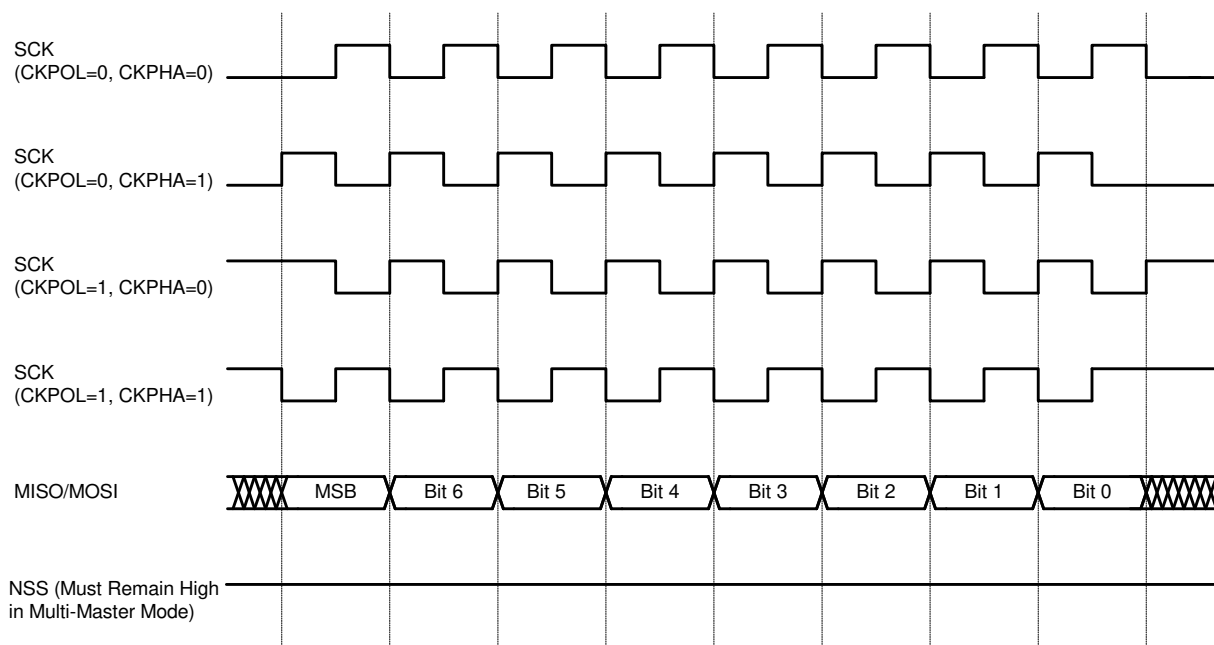 SCK
(CKPOL=0, CKPHA=0)
SCK
(CKPOL=0, CKPHA=1)
SCK
(CKPOL=1, CKPHA=0)
SCK
(CKPOL=1, CKPHA=1)
MISO/MOSI
MSB
Bit 6
Bit 5
Bit 4
Bit 3
Bit 2
Bit 1
Bit 0
NSS (Must Remain High
in Multi-Master Mode)